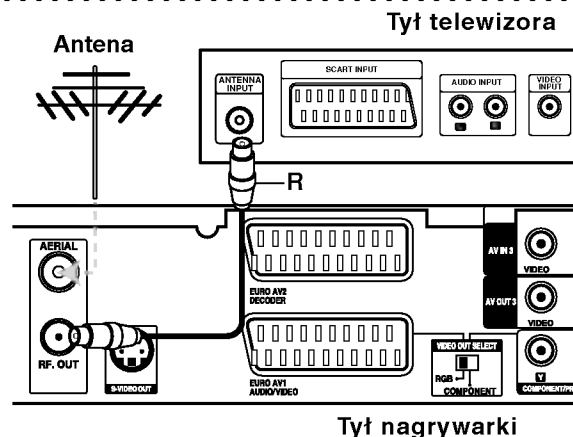 Tył telewizora
Antena
ANTENNA
INPUT
SCART INPUT
AUDIO INPUT
VIDEO
INPUT
R
AERIAL
RF. OUT
S-VIDEO OUT
EURO AV2
DECODER
EURO AV1
AUDIO/VIDEO
VIDEO OUT SELECT
RGB
COMPONENT
AV IN 3
VIDEO
AV OUT 3
VIDEO
Y
COMPONENT/PR
Tył nagrywarki